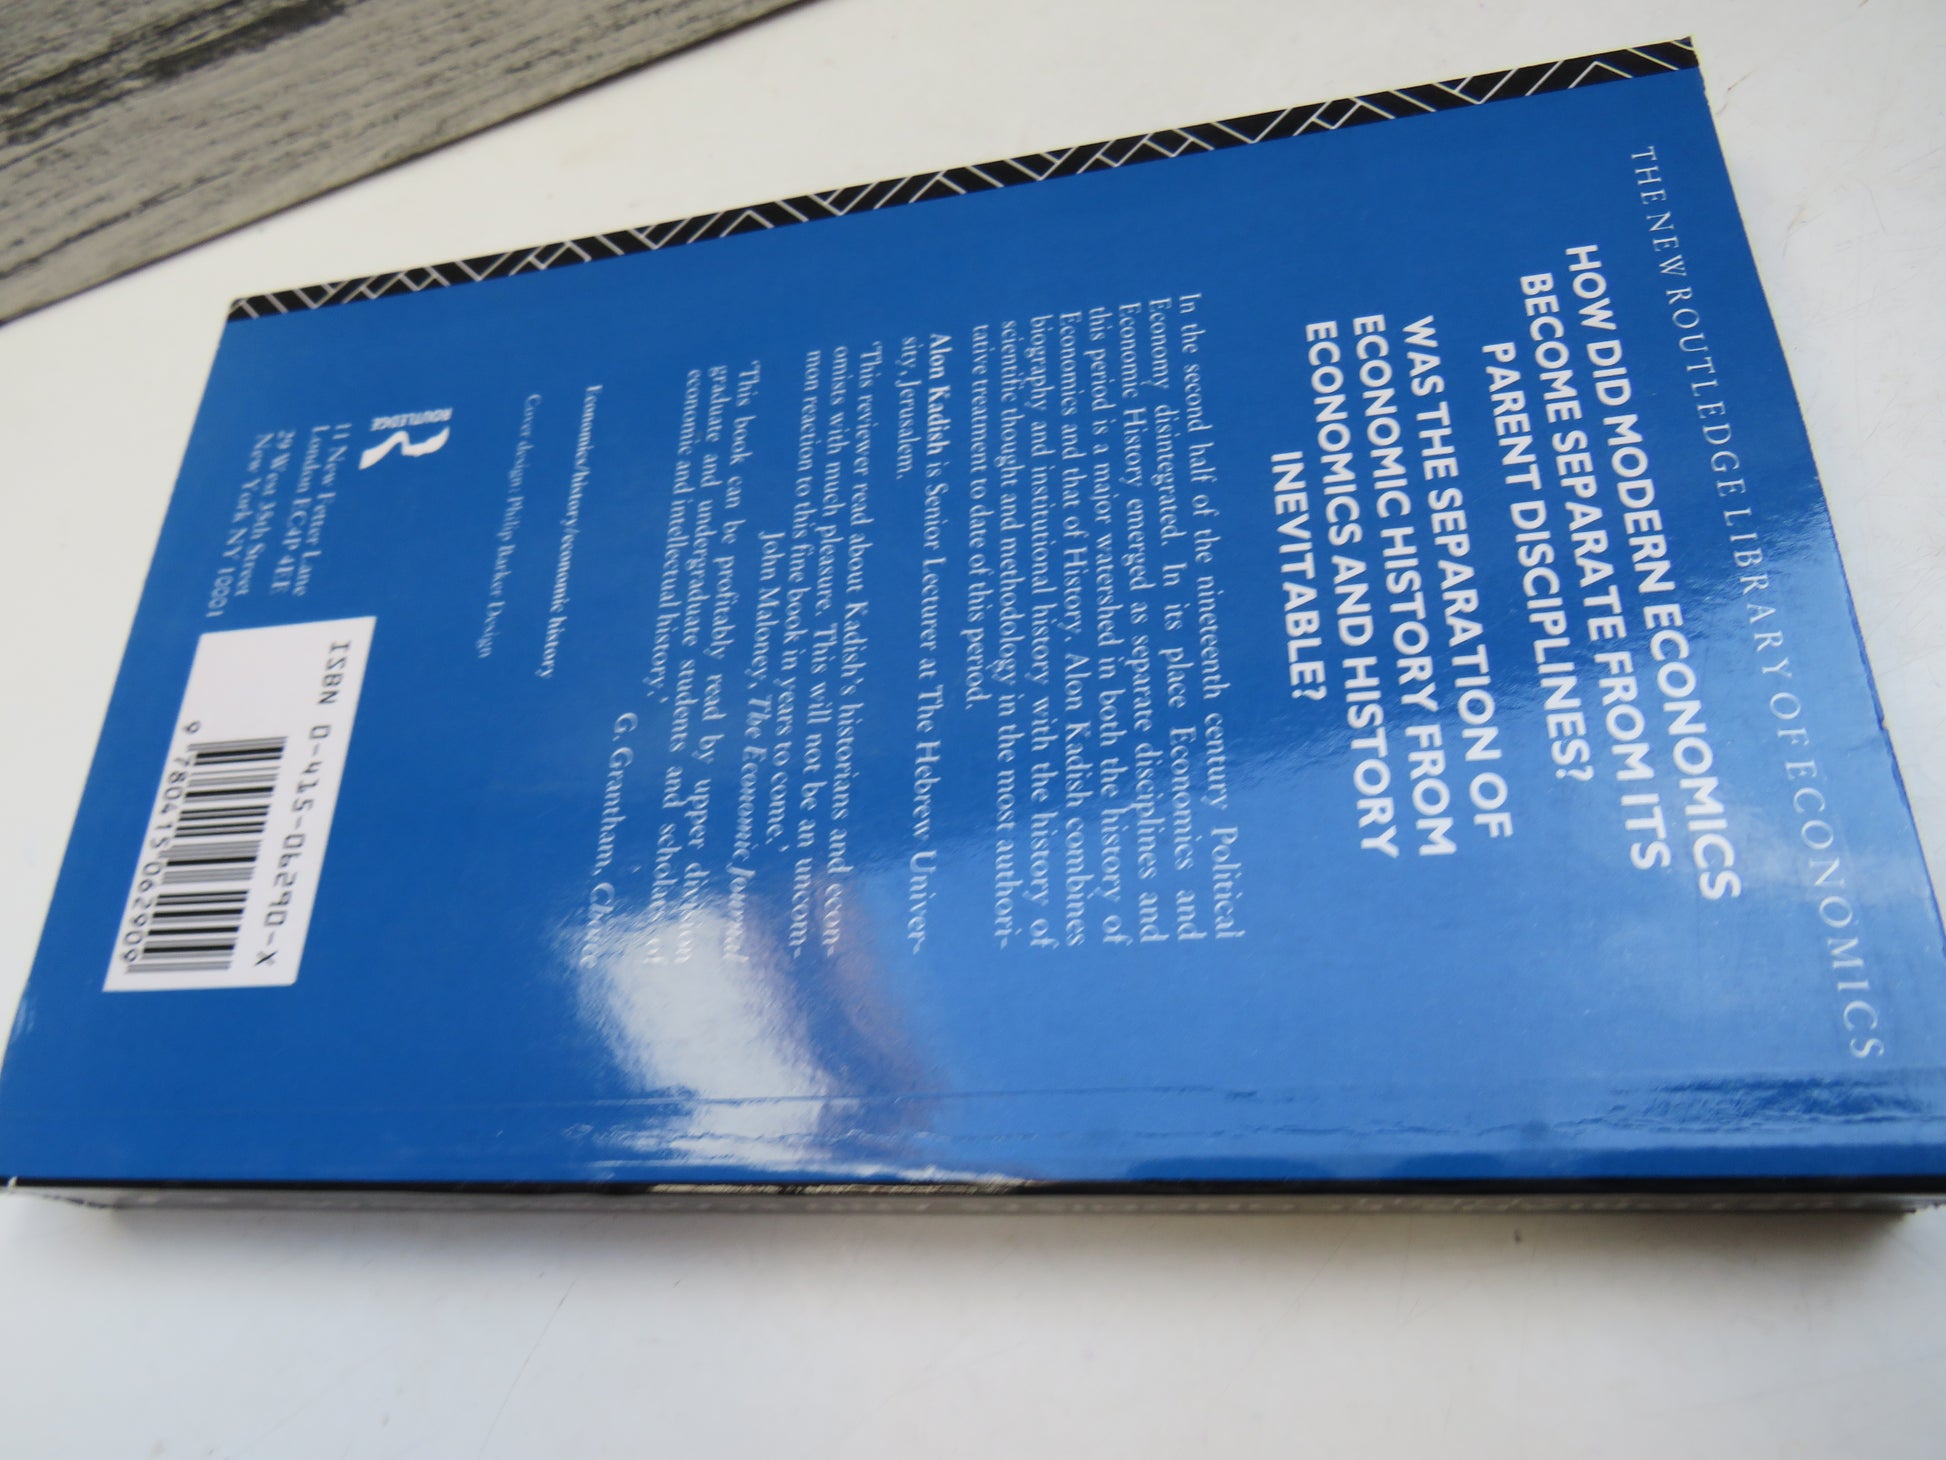 THE NEW ROUTLEDGE LIBRARY OF ECONOMICS
HOW DID MODERN ECONOMICS
BECOME SEPARATE FROM ITS
PARENT DISCIPLINES?
WAS THE SEPARATION OF
ECONOMIC HISTORY FROM
ECONOMICS AND HISTORY
INEVITABLE?
In the second half of the nineteenth century Political
Economy disintegrated. In its place Economics and
Economic History emerged as separate disciplines and
this period is a major watershed in both the history of
Economics and that of History. Alon Kadish combines
biography and institutional history with the history of
scientific thought and methodology in the most authori-
tative treatment to date of this period.
Alon Kadish is Senior Lecturer at The Hebrew Univer-
sity, Jerusalem.
'This reviewer read about Kadish's historians and econ-
omists with much pleasure. This will not be an uncom-
mon reaction to this fine book in years to come.'
John Maloney, The Economic Journal
'This book can be profitably read by upper division
graduate and undergraduate students and scholars of
economic and intellectual history.'
G. Grantham, Choice
Economics/history/economic history
Cover design: Philip Barker Design
ROUTLEDGE
11 New Fetter Lane
London EC4P 4EE
29 West 35th Street
New York NY 10001
ISBN 0-415-06290-X
9 780415 062909